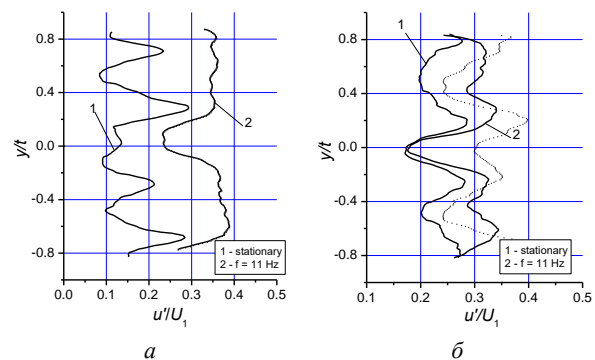 0.8
0.4
0.0
-0.4
-0.8
y/t
1
2
1 - stationary
2 - f = 11 Hz
0.0 0.1 0.2 0.3 0.4 0.5
u'/U1
а
0.8
0.4
0.0
-0.4
-0.8
y/t
1
2
1 - stationary
2 - f = 11 Hz
0.1 0.2 0.3 0.4 0.5
u'/U1
б